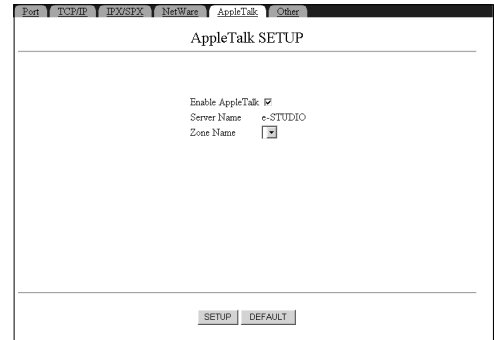 Port TCP/IP IPX/SPX NetWare AppleTalk Other
AppleTalk SETUP
Enable AppleTalk
Server Name e-STUDIO
Zone Name
SETUP DEFAULT